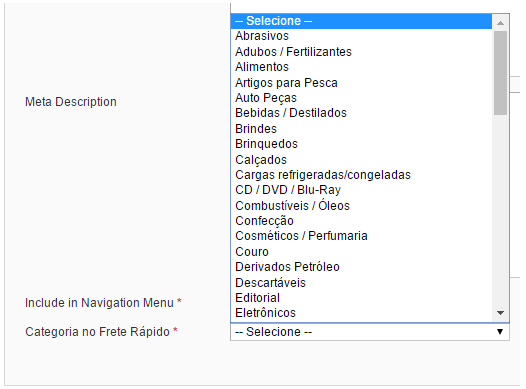 -- Selecione --
Abrasivos
Adubos / Fertilizantes
Alimentos
Artigos para Pesca
Auto Peças
Bebidas / Destilados
Brindes
Brinquedos
Calçados
Cargas refrigeradas/congeladas
CD / DVD / Blu-Ray
Combustíveis / Óleos
Confecção
Cosméticos / Perfumaria
Couro
Derivados Petróleo
Descartáveis
Editorial
Eletrônicos
Meta Description
Include in Navigation Menu *
Categoria no Frete Rápido *
-- Selecione --